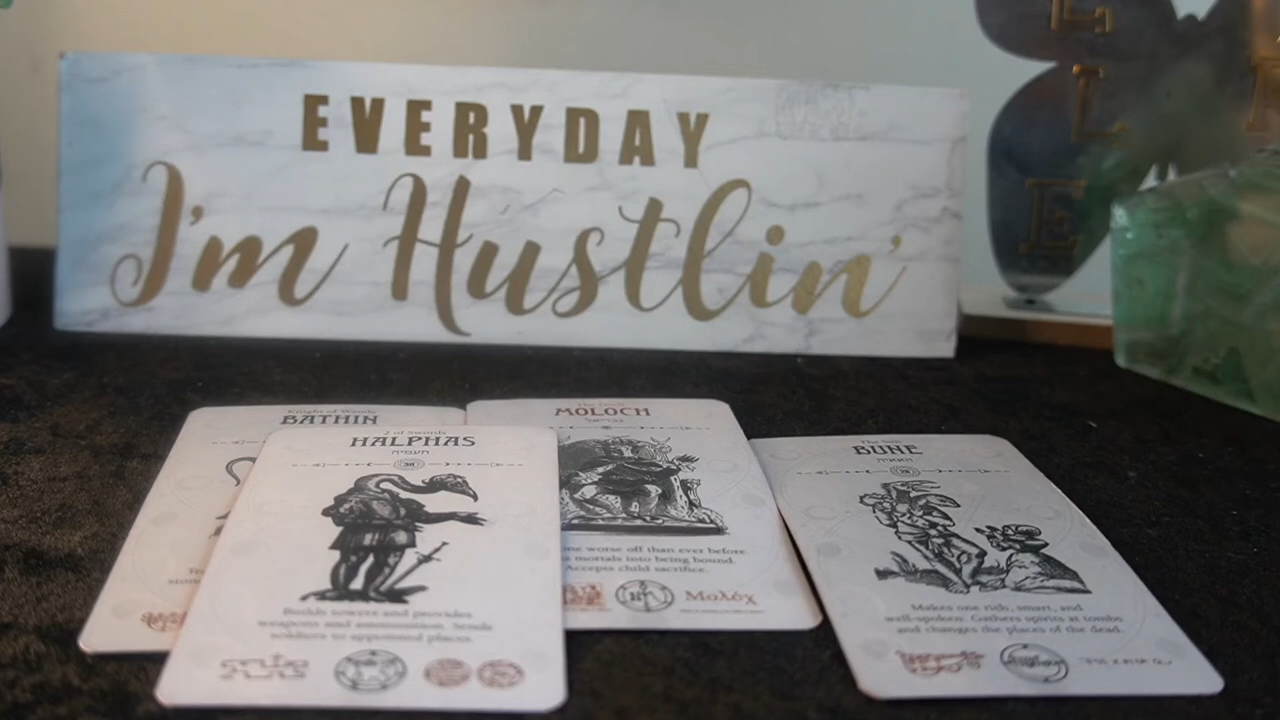 EVERYDAY
I'm Hustlin'
E
L
E
Knight of Wands
BATHIN
2 of Swords
HALPHAS
העמיה
38
Builds towers and provides
weapons and ammunition. Sends
soldiers to appointed places.
The Devil
MOLOCH
one worse off than ever before.
mortals into being bound.
Accepts child sacrifice.
Μολόχ
The Sun
BUNE
Makes one rich, smart, and
well-spoken. Gathers spirits at tombs
and changes the places of the dead.